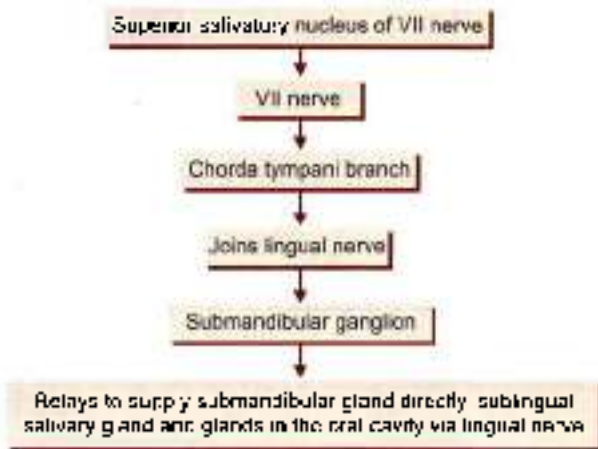 Superior salivatory nucleus of VII nerve
VII nerve
Chorda tympani branch
Joins lingual nerve
Submandibular ganglion
Relays to supply submandibular gland directly, sublingual
salivary gland and glands in the oral cavity via lingual nerve